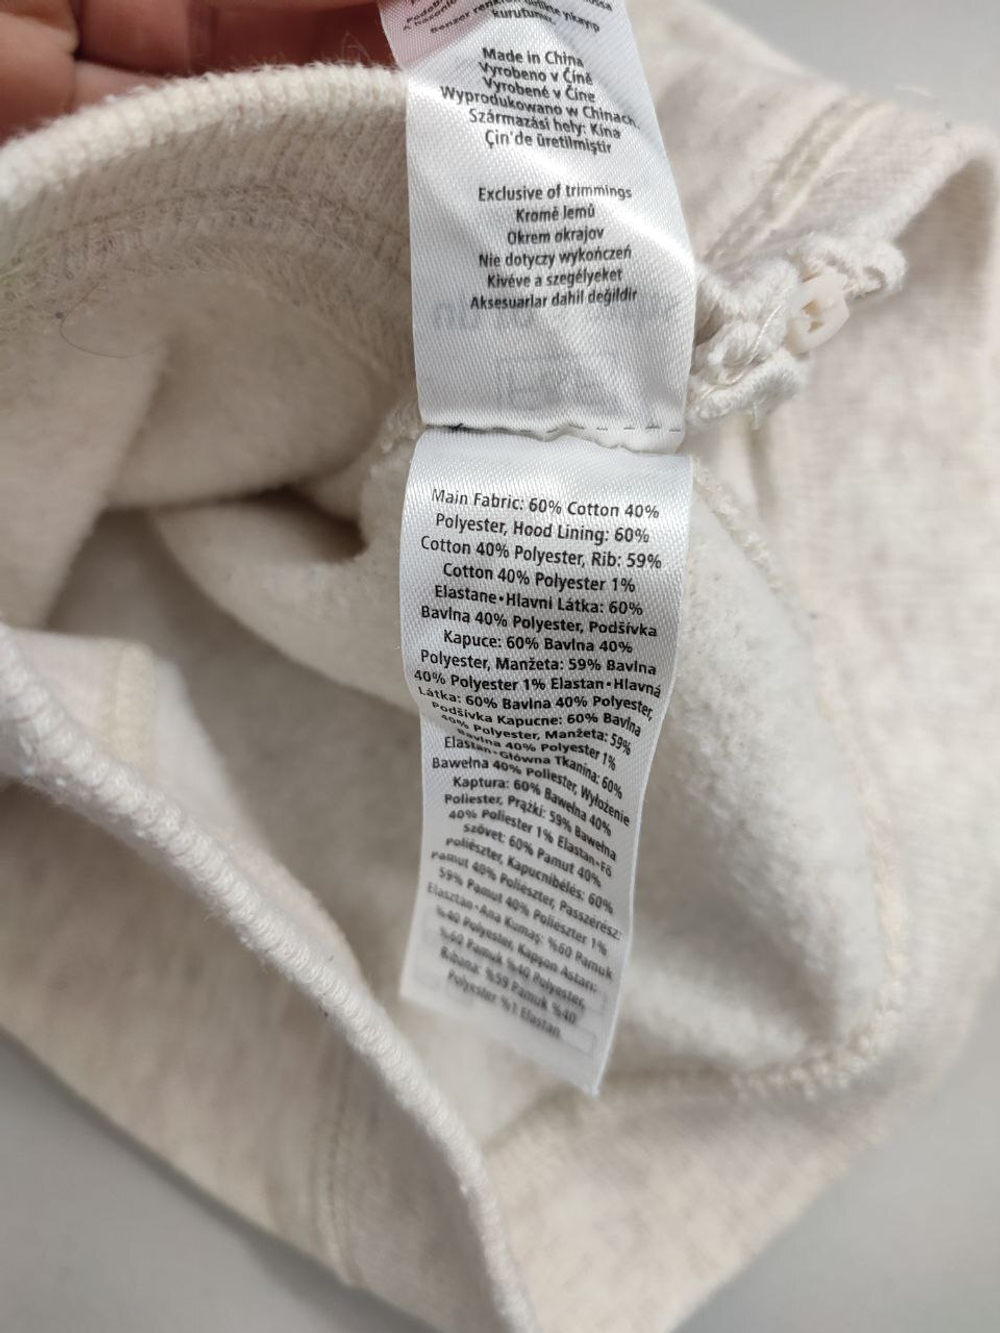 kurutunuz.
Made in China
Vyrobeno v Číně
Vyrobené v Číne
Wyprodukowano w Chinach
Származási hely: Kína
Çin'de üretilmiştir
Exclusive of trimmings
Kromě lemů
Okrem okrajov
Nie dotyczy wykończeń
Kivéve a szegélyeket
Aksesuarlar dahil değildir
Main Fabric: 60% Cotton 40%
Polyester, Hood Lining: 60%
Cotton 40% Polyester, Rib: 59%
Cotton 40% Polyester 1%
Elastane•Hlavní Látka: 60%
Bavlna 40% Polyester, Podšívka
Kapuce: 60% Bavlna 40%
Polyester, Manžeta: 59% Bavlna
40% Polyester 1% Elastan•Hlavná
Látka: 60% Bavlna 40% Polyester,
Podšívka Kapucne: 60% Bavlna
40% Polyester, Manžeta: 59%
Bavlna 40% Polyester 1%
Elastan•Główna Tkanina: 60%
Bawełna 40% Poliester, Wyłożenie
Kaptura: 60% Bawełna 40%
Poliester, Prążki: 59% Bawełna
40% Poliester 1% Elastan•Fő
Szövet: 60% Pamut 40%
Poliészter, Kapucnibélés: 60%
Pamut 40% Poliészter, Passzérész:
59% Pamut 40% Poliészter 1%
Elasztán•Ana Kumaş: %60 Pamuk
%40 Polyester, Kapşon Astarı:
%60 Pamuk %40 Polyester,
Ribana: %59 Pamuk %40
Polyester %1 Elastan